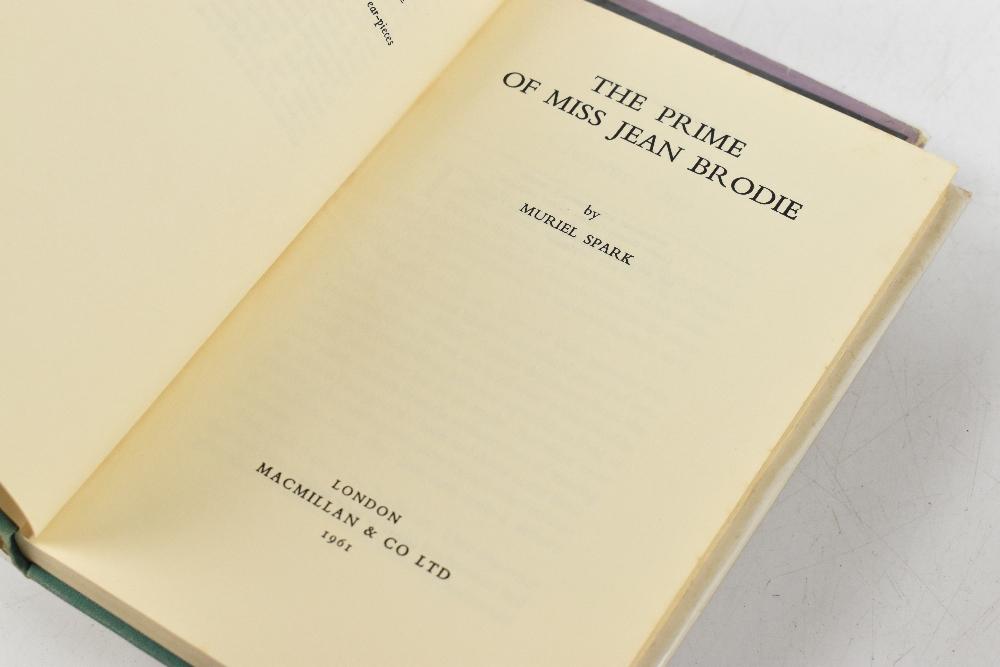 ear-pieces
THE PRIME
OF MISS JEAN BRODIE
by
MURIEL SPARK
LONDON
MACMILLAN & CO LTD
1961